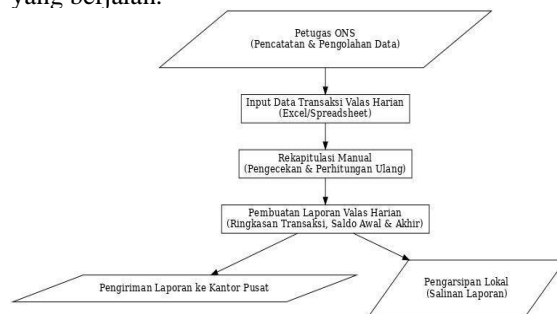 yang berjalan.
Petugas ONS
(Pencatatan & Pengolahan Data)
Input Data Transaksi Valas Harian
(Excel/Spreadsheet)
Rekapitulasi Manual
(Pengecekan & Perhitungan Ulang)
Pembuatan Laporan Valas Harian
(Ringkasan Transaksi, Saldo Awal & Akhir)
Pengiriman Laporan ke Kantor Pusat
Pengarsipan Lokal
(Salinan Laporan)